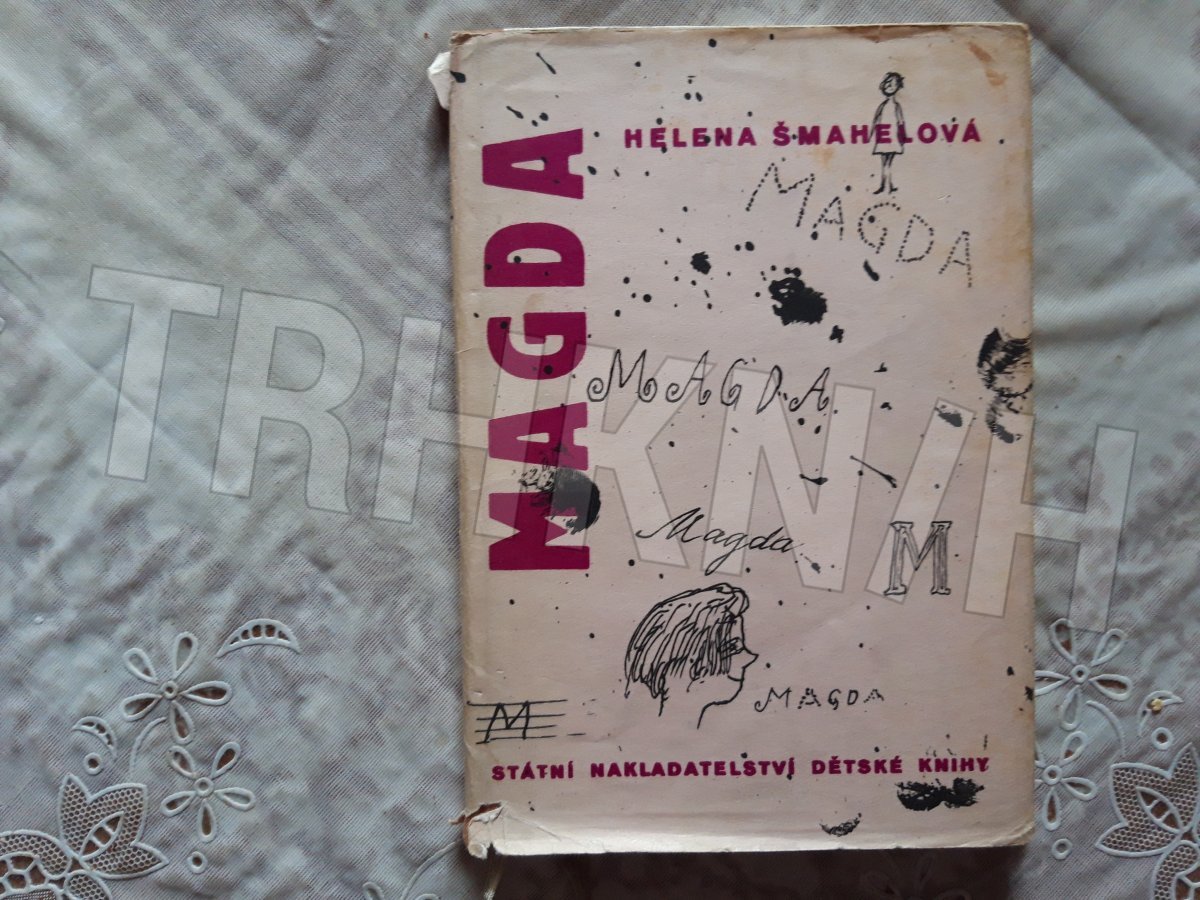 HELENA ŠMAHELOVÁ
MAGDA
MAGDA
MAGDA
Magda
M
MAGDA
M
STÁTNÍ NAKLADATELSTVÍ DĚTSKÉ KNIHY
TRHKNIH